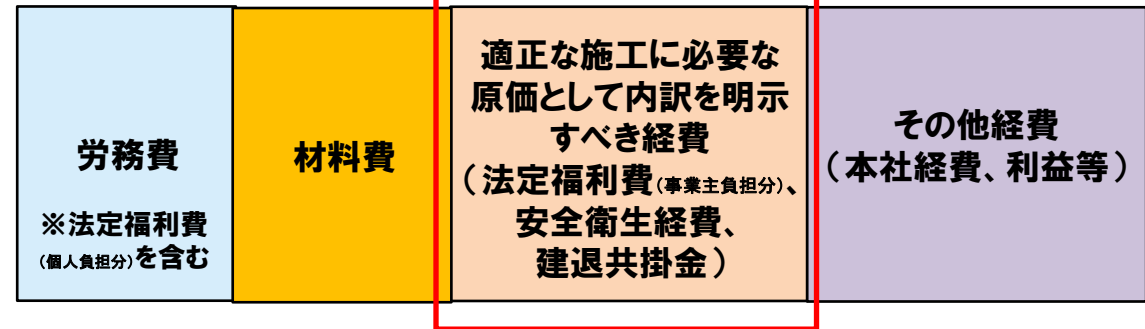 労務費
※法定福利費
(個人負担分)を含む
材料費
適正な施工に必要な
原価として内訳を明示
すべき経費
(法定福利費(事業主負担分)、
安全衛生経費、
建退共掛金)
その他経費
(本社経費、利益等)